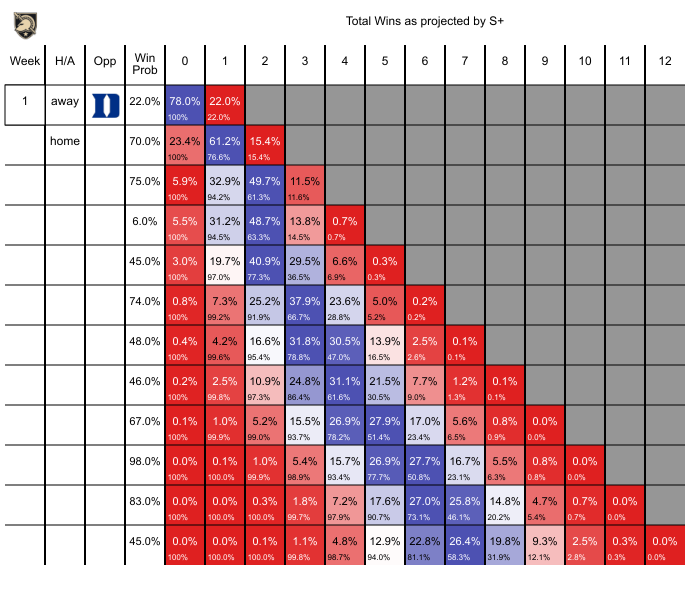 Total Wins as projected by S+
Week H/A Opp Win Prob 0 1 2 3 4 5 6 7 8 9 10 11 12
1 away D 22.0% 78.0% 22.0%
100% 22.0%
home 70.0% 23.4% 61.2% 15.4%
100% 76.6% 15.4%
75.0% 5.9% 32.9% 49.7% 11.5%
100% 94.2% 61.3% 11.6%
6.0% 5.5% 31.2% 48.7% 13.8% 0.7%
100% 94.5% 63.3% 14.5% 0.7%
45.0% 3.0% 19.7% 40.9% 29.5% 6.6% 0.3%
100% 97.0% 77.3% 36.5% 6.9% 0.3%
74.0% 0.8% 7.3% 25.2% 37.9% 23.6% 5.0% 0.2%
100% 99.2% 91.9% 66.7% 28.8% 5.2% 0.2%
48.0% 0.4% 4.2% 16.6% 31.8% 30.5% 13.9% 2.5% 0.1%
100% 99.6% 95.4% 78.8% 47.0% 16.5% 2.6% 0.1%
46.0% 0.2% 2.5% 10.9% 24.8% 31.1% 21.5% 7.7% 1.2% 0.1%
100% 99.8% 97.3% 86.4% 61.6% 30.5% 9.0% 1.3% 0.1%
67.0% 0.1% 1.0% 5.2% 15.5% 26.9% 27.9% 17.0% 5.6% 0.8% 0.0%
100% 99.9% 99.0% 93.7% 78.2% 51.4% 23.4% 6.5% 0.9% 0.0%
98.0% 0.0% 0.1% 1.0% 5.4% 15.7% 26.9% 27.7% 16.7% 5.5% 0.8% 0.0%
100% 100.0% 99.9% 98.9% 93.4% 77.7% 50.8% 23.1% 6.3% 0.8% 0.0%
83.0% 0.0% 0.0% 0.3% 1.8% 7.2% 17.6% 27.0% 25.8% 14.8% 4.7% 0.7% 0.0%
100% 100.0% 100.0% 99.7% 97.9% 90.7% 73.1% 46.1% 20.2% 5.4% 0.7% 0.0%
45.0% 0.0% 0.0% 0.1% 1.1% 4.8% 12.9% 22.8% 26.4% 19.8% 9.3% 2.5% 0.3% 0.0%
100% 100.0% 100.0% 99.8% 98.7% 94.0% 81.1% 58.3% 31.9% 12.1% 2.8% 0.3% 0.0%